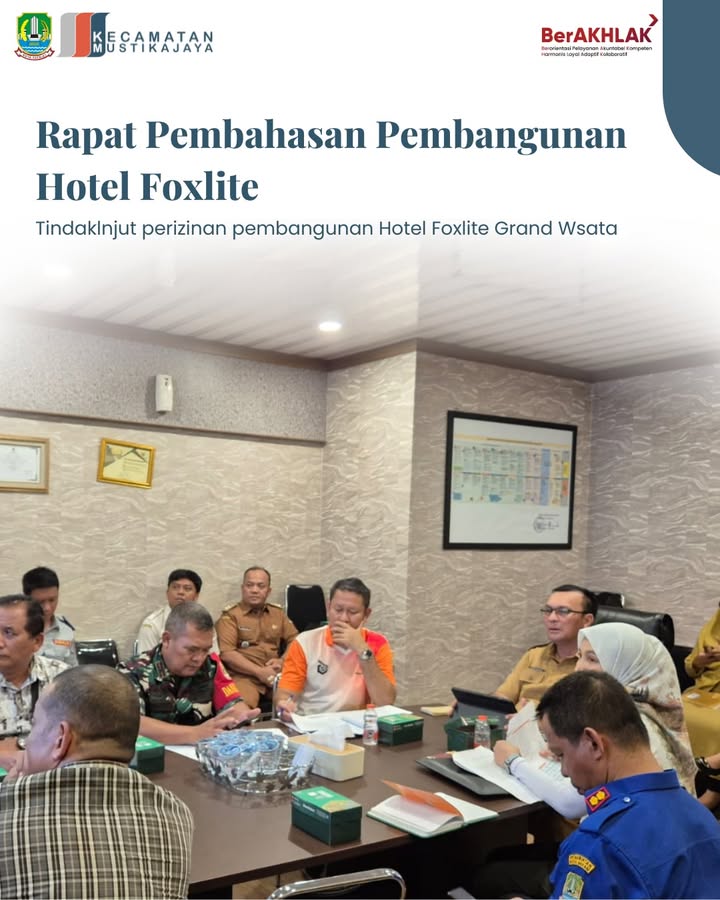 KECAMATAN
MUSTIKAJAYA
BerAKHLAK
Berorientasi Pelayanan Akuntabel Kompeten
Harmonis Loyal Adaptif Kolaboratif
Rapat Pembahasan Pembangunan
Hotel Foxlite
Tindaklnjut perizinan pembangunan Hotel Foxlite Grand Wsata